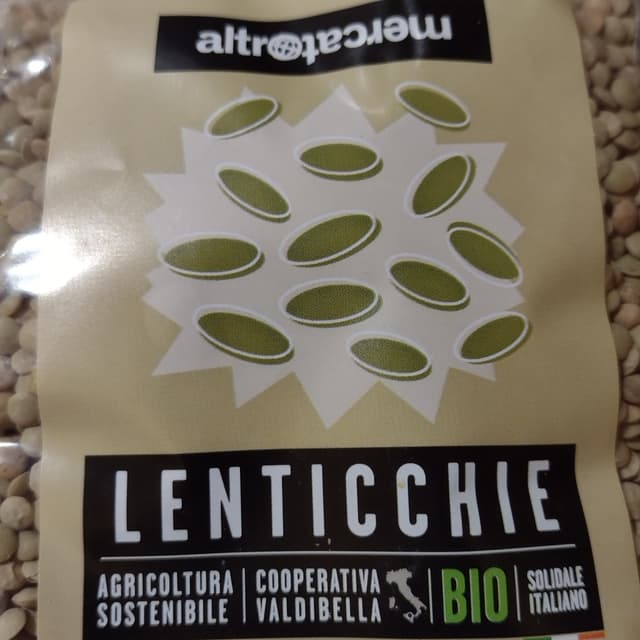 altromercato
LENTICCHIE
AGRICOLTURA
SOSTENIBILE
COOPERATIVA
VALDIBELLA
BIO
SOLIDALE
ITALIANO